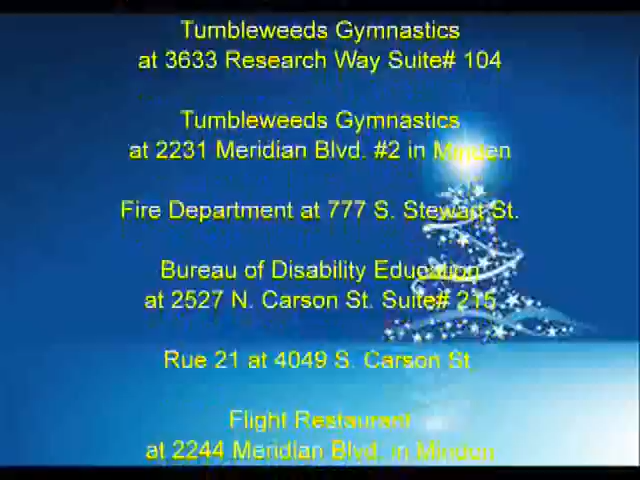 Tumbleweeds Gymnastics
at 3633 Research Way Suite# 104
Tumbleweeds Gymnastics
at 2231 Meridian Blvd. #2 in Minden
Fire Department at 777 S. Stewart St.
Bureau of Disability Education
at 2527 N. Carson St. Suite# 215
Rue 21 at 4049 S. Carson St.
Flight Restaurant
at 2244 Meridian Blvd. in Minden